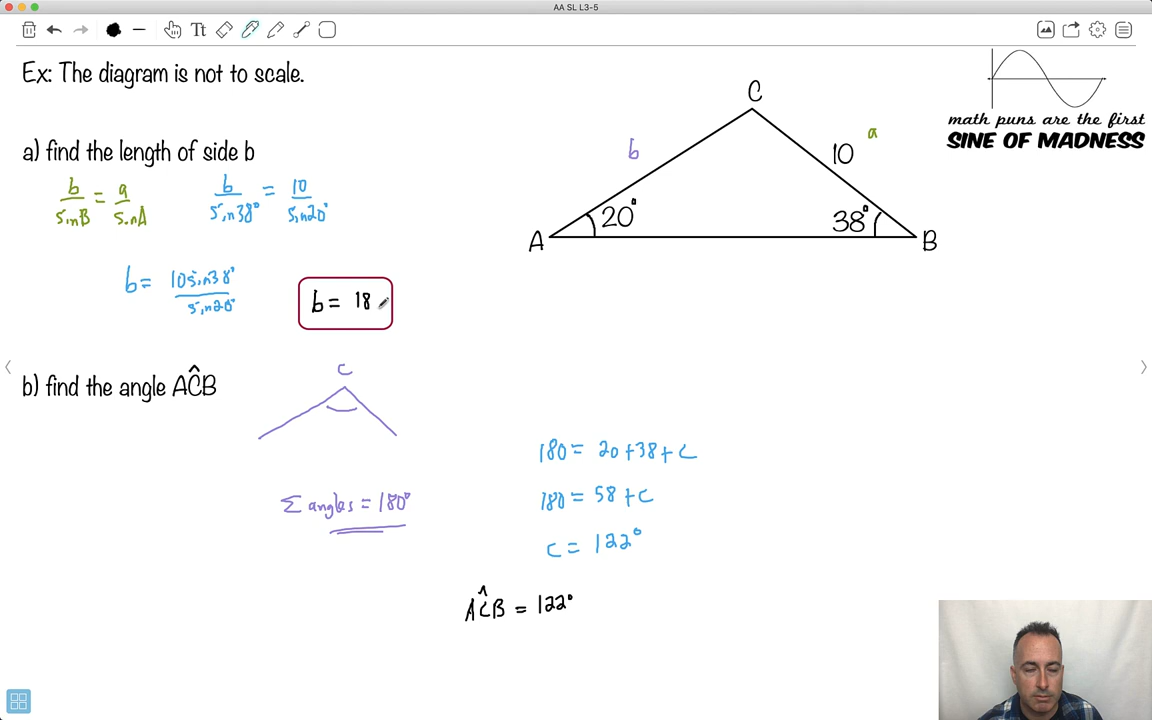 AA SL L3-5
Tt
Ex: The diagram is not to scale.
a) find the length of side b
b/sinB = a/sinA
b/sin38° = 10/sin20°
b = 10sin38°/sin20°
b = 18
C
b
10
a
20°
38°
A
B
math puns are the first
SINE OF MADNESS
b) find the angle AĈB
C
Σ angles = 180°
180 = 20 + 38 + C
180 = 58 + C
C = 122°
AĈB = 122°